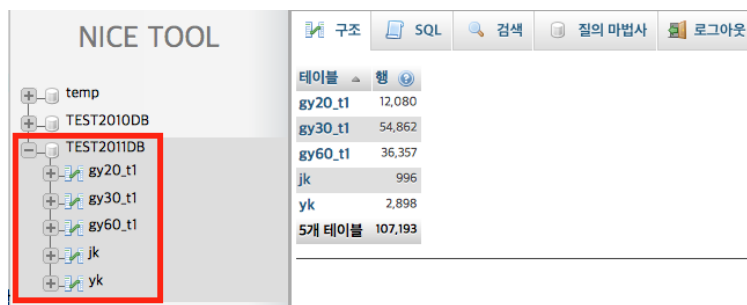 NICE TOOL
temp
TEST2010DB
TEST2011DB
gy20_t1
gy30_t1
gy60_t1
jk
yk
구조 SQL 검색 질의 마법사 로그아웃
테이블 행
gy20_t1 12,080
gy30_t1 54,862
gy60_t1 36,357
jk 996
yk 2,898
5개 테이블 107,193